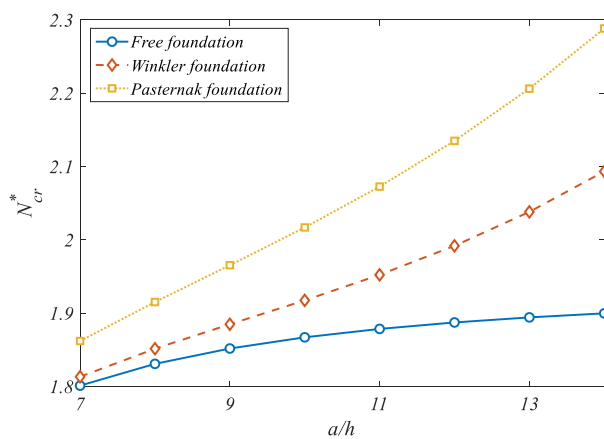 2.3
Free foundation
Winkler foundation
Pasternak foundation
2.2
2.1
N*cr
2
1.9
1.8
7 9 11 13
a/h